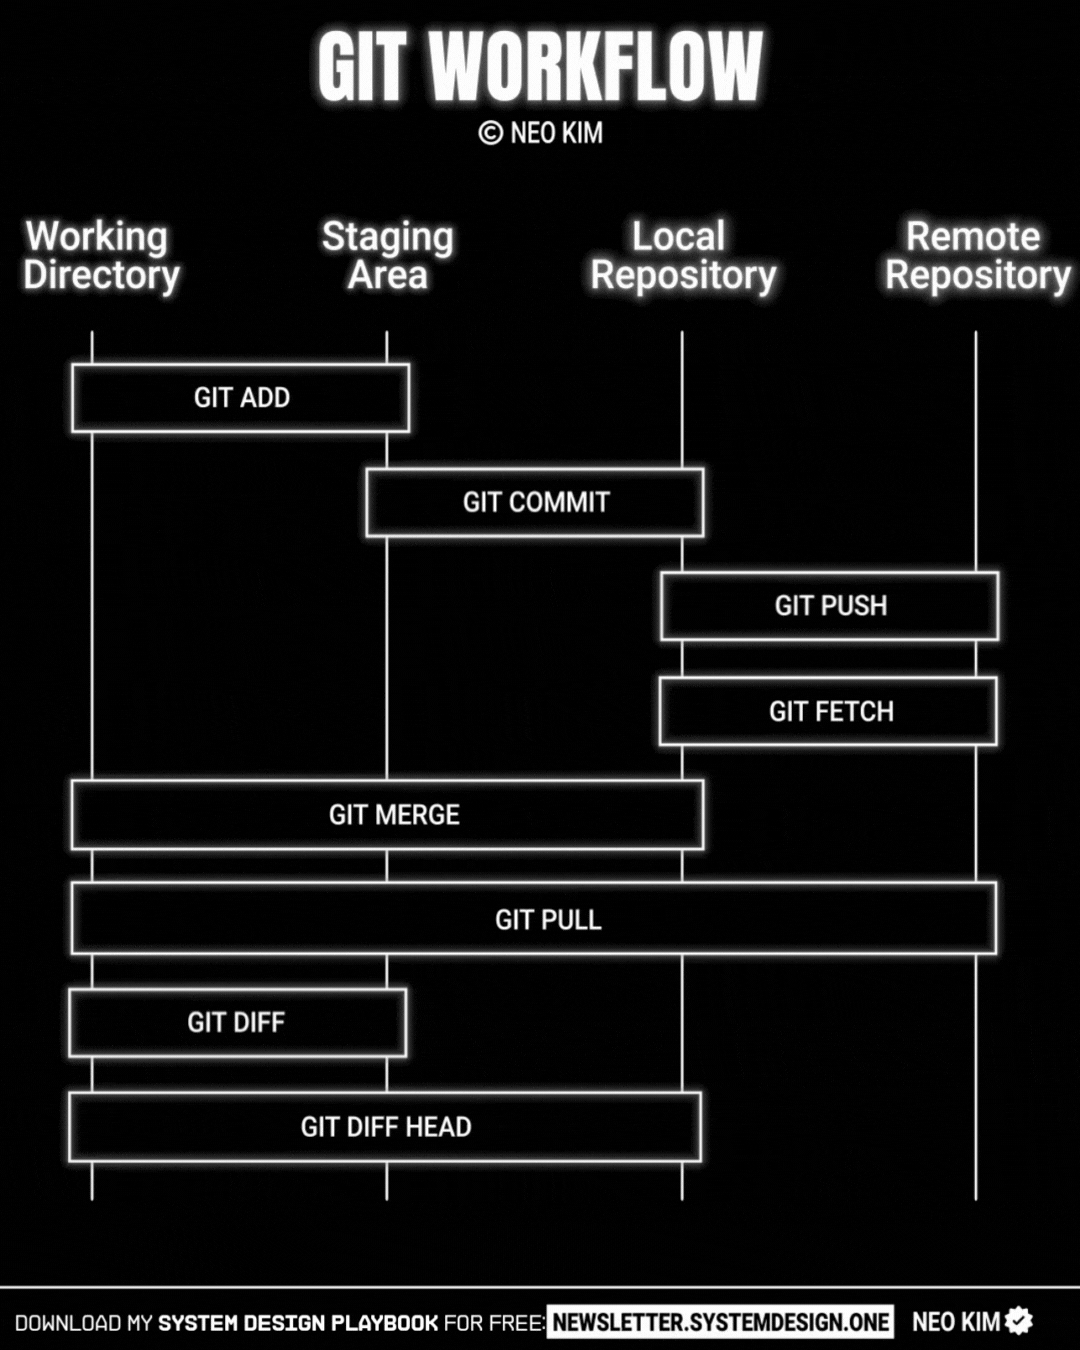 GIT WORKFLOW
© NEO KIM
Working
Directory
Staging
Area
Local
Repository
Remote
Repository
GIT ADD
GIT COMMIT
GIT PUSH
GIT FETCH
GIT MERGE
GIT PULL
GIT DIFF
GIT DIFF HEAD
DOWNLOAD MY SYSTEM DESIGN PLAYBOOK FOR FREE: NEWSLETTER.SYSTEMDESIGN.ONE NEO KIM